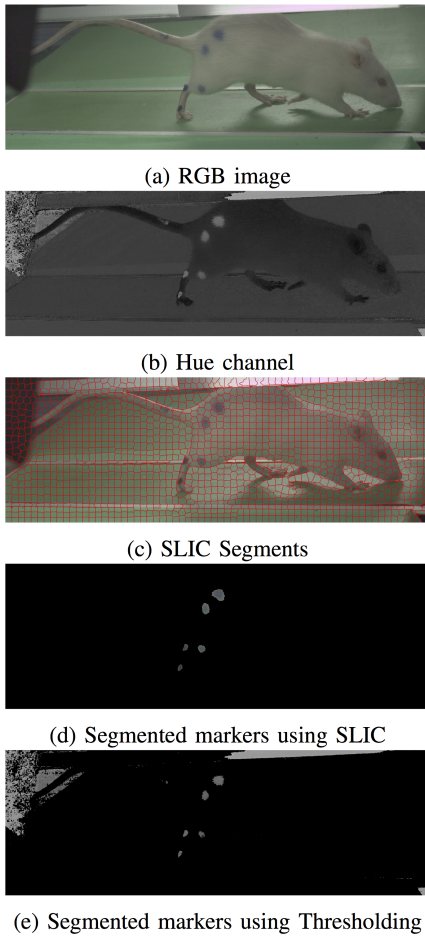 (a) RGB image
(b) Hue channel
(c) SLIC Segments
(d) Segmented markers using SLIC
(e) Segmented markers using Thresholding